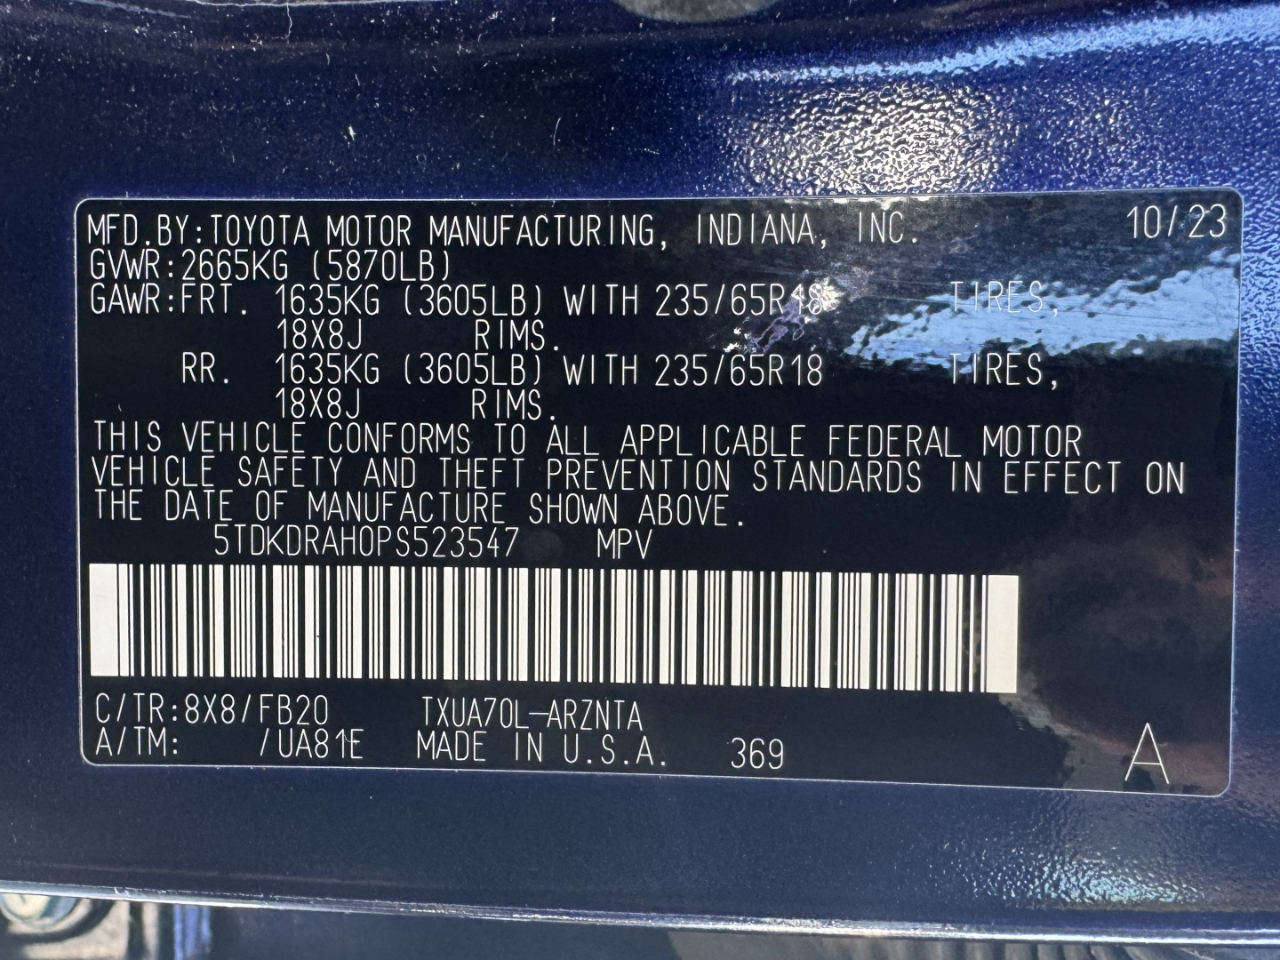 MFD.BY:TOYOTA MOTOR MANUFACTURING, INDIANA, INC. 10/23
GVWR:2665KG (5870LB)
GAWR:FRT. 1635KG (3605LB) WITH 235/65R18 TIRES,
18X8J RIMS.
RR. 1635KG (3605LB) WITH 235/65R18 TIRES,
18X8J RIMS.
THIS VEHICLE CONFORMS TO ALL APPLICABLE FEDERAL MOTOR
VEHICLE SAFETY AND THEFT PREVENTION STANDARDS IN EFFECT ON
THE DATE OF MANUFACTURE SHOWN ABOVE.
5TDKDRAH0PS523547 MPV
C/TR:8X8/FB20 TXUA70L-ARZNTA
A/TM: /UA81E MADE IN U.S.A. 369 A